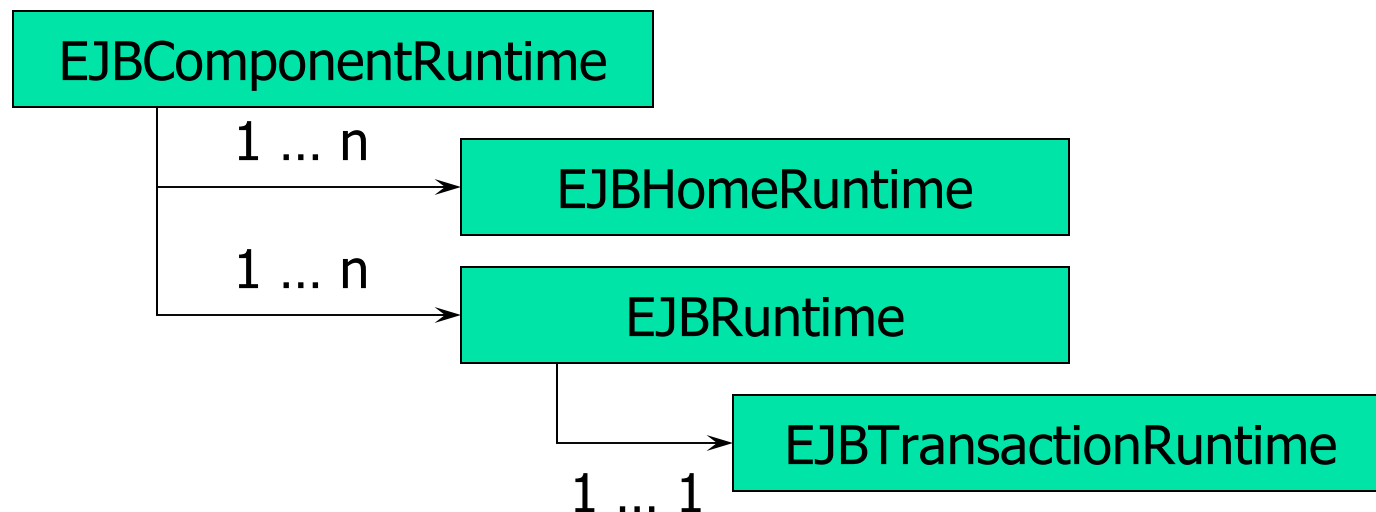 EJBComponentRuntime
1 ... n
EJBHomeRuntime
1 ... n
EJBRuntime
EJBTransactionRuntime
1 ... 1